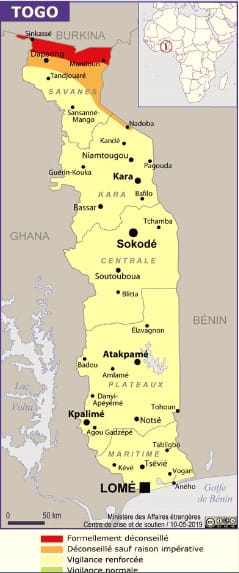 TOGO
BURKINA
Sinkassé
Dapaong
Mandouri
Tandjouaré
SAVANES
Sansanné-
Mango
Nadoba
Kandé
Niamtougou
Guérin-Kouka
Pagouda
Kara
KARA
Bafilo
Bassar
Tchamba
GHANA
Sokodé
CENTRALE
Soutouboua
Blitta
BÉNIN
Élavagnon
Atakpamé
Badou
Amlamé
PLATEAUX
Danyi-
Apéyémé
Tohoun
Kpalimé
Notsé
Agou Gadzépé
Lac
Volta
Tabligbo
MARITIME
Tsévié
Kévé
Vogan
LOMÉ
Aného
Golfe
de Bénin
0 50 km
Ministère des Affaires étrangères
Centre de crise et de soutien / 10-05-2019
Formellement déconseillé
Déconseillé sauf raison impérative
Vigilance renforcée
Vigilance normale